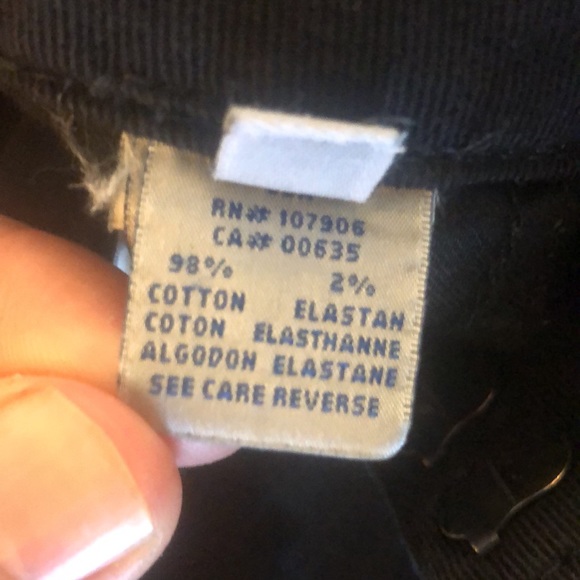 RN# 107906
CA# 00635
98% 2%
COTTON ELASTAN
COTON ELASTHANNE
ALGODON ELASTANE
SEE CARE REVERSE